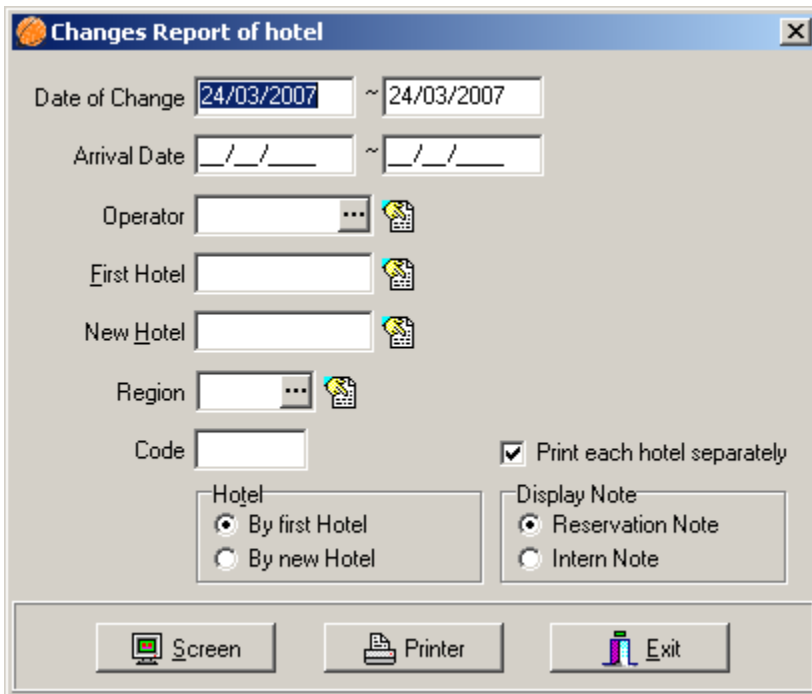 Changes Report of hotel
Date of Change 24/03/2007 ~ 24/03/2007
Arrival Date __/__/____ ~ __/__/____
Operator ...
First Hotel
New Hotel
Region ...
Code
Print each hotel separately
Hotel
By first Hotel
By new Hotel
Display Note
Reservation Note
Intern Note
Screen Printer Exit